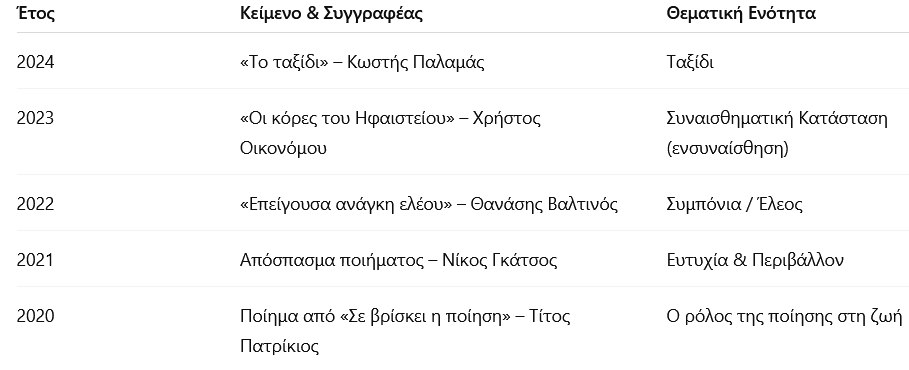 Έτος Κείμενο & Συγγραφέας Θεματική Ενότητα
2024 «Το ταξίδι» – Κωστής Παλαμάς Ταξίδι
2023 «Οι κόρες του Ηφαιστείου» – Χρήστος Συναισθηματική Κατάσταση
Οικονόμου (ενσυναίσθηση)
2022 «Επείγουσα ανάγκη ελέου» – Θανάσης Βαλτινός Συμπόνια / Έλεος
2021 Απόσπασμα ποιήματος – Νίκος Γκάτσος Ευτυχία & Περιβάλλον
2020 Ποίημα από «Σε βρίσκει η ποίηση» – Τίτος Ο ρόλος της ποίησης στη ζωή
Πατρίκιος